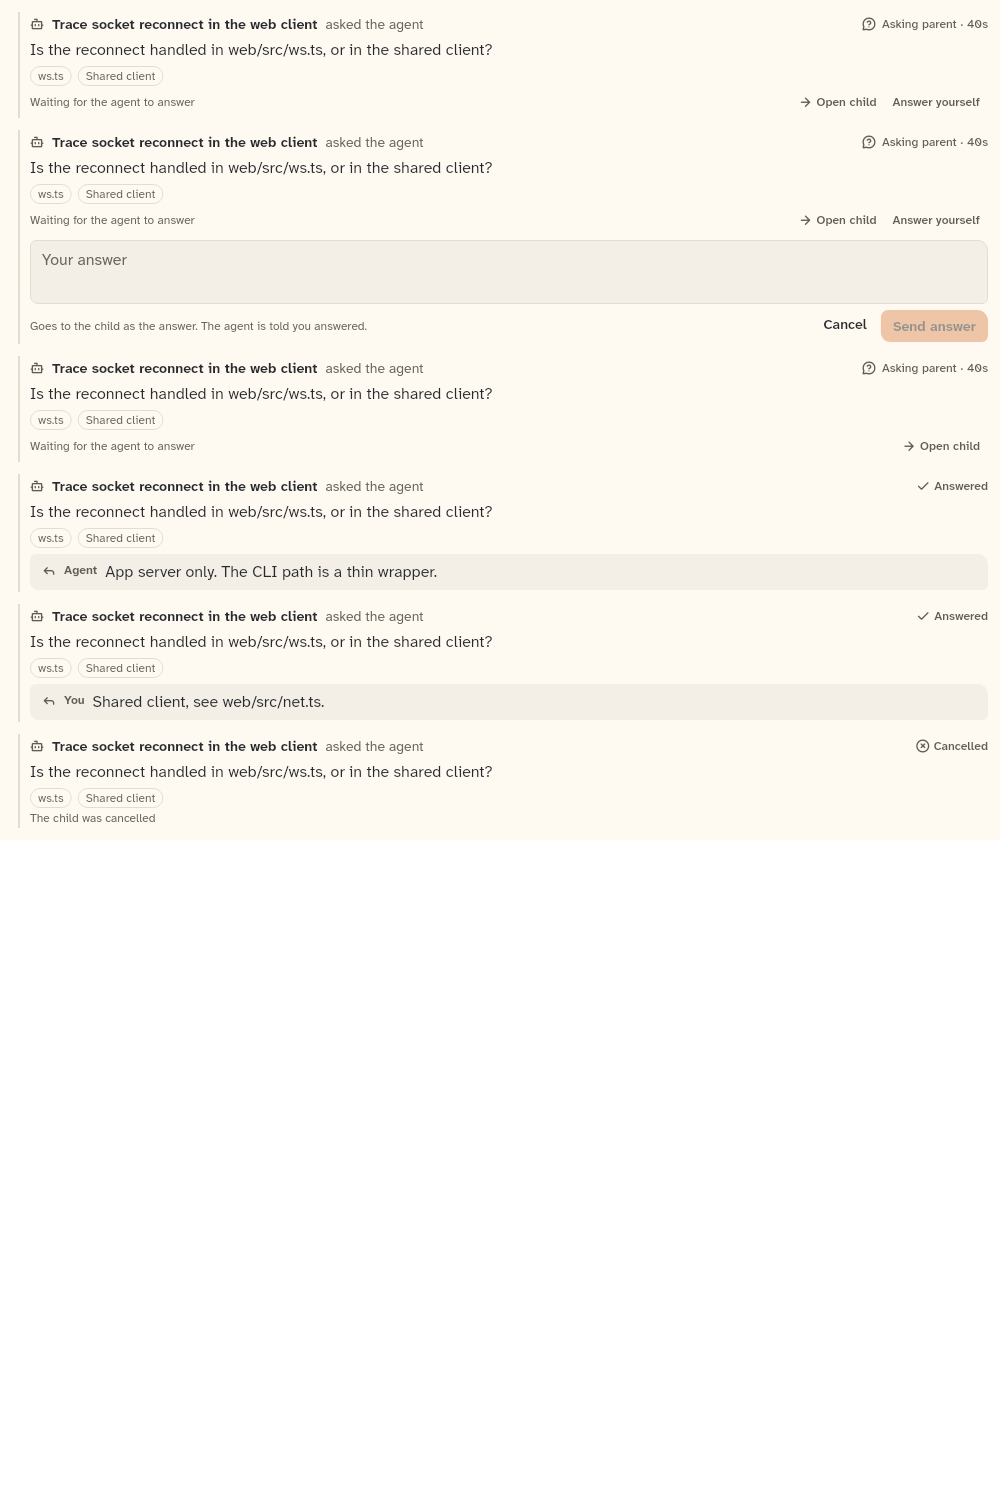 Trace socket reconnect in the web client asked the agent Asking parent · 40s
Is the reconnect handled in web/src/ws.ts, or in the shared client?
ws.ts Shared client
Waiting for the agent to answer Open child Answer yourself
Trace socket reconnect in the web client asked the agent Asking parent · 40s
Is the reconnect handled in web/src/ws.ts, or in the shared client?
ws.ts Shared client
Waiting for the agent to answer Open child Answer yourself
Your answer
Goes to the child as the answer. The agent is told you answered. Cancel Send answer
Trace socket reconnect in the web client asked the agent Asking parent · 40s
Is the reconnect handled in web/src/ws.ts, or in the shared client?
ws.ts Shared client
Waiting for the agent to answer Open child
Trace socket reconnect in the web client asked the agent Answered
Is the reconnect handled in web/src/ws.ts, or in the shared client?
ws.ts Shared client
Agent App server only. The CLI path is a thin wrapper.
Trace socket reconnect in the web client asked the agent Answered
Is the reconnect handled in web/src/ws.ts, or in the shared client?
ws.ts Shared client
You Shared client, see web/src/net.ts.
Trace socket reconnect in the web client asked the agent Cancelled
Is the reconnect handled in web/src/ws.ts, or in the shared client?
ws.ts Shared client
The child was cancelled